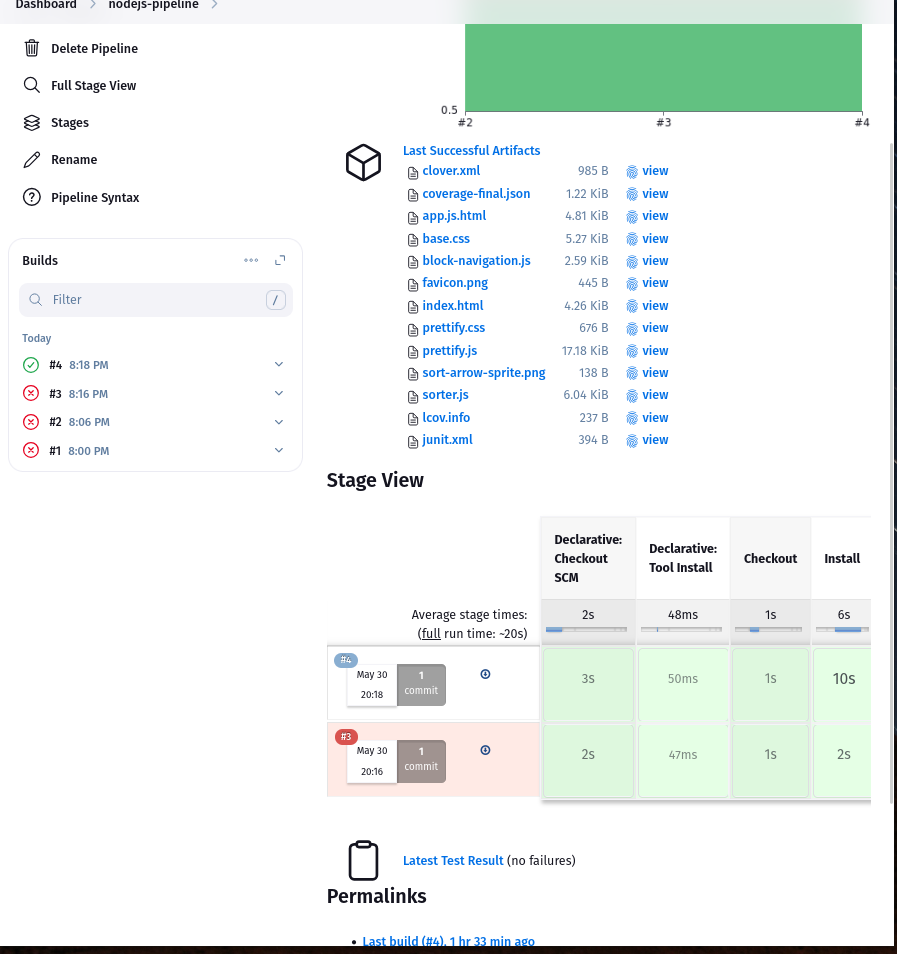 Dashboard > nodejs-pipeline >
Delete Pipeline
Full Stage View
Stages
Rename
Pipeline Syntax
Builds
Filter /
Today
#4 8:18 PM
#3 8:16 PM
#2 8:06 PM
#1 8:00 PM
0.5
#2 #3 #4
Last Successful Artifacts
clover.xml 985 B view
coverage-final.json 1.22 KiB view
app.js.html 4.81 KiB view
base.css 5.27 KiB view
block-navigation.js 2.59 KiB view
favicon.png 445 B view
index.html 4.26 KiB view
prettify.css 676 B view
prettify.js 17.18 KiB view
sort-arrow-sprite.png 138 B view
sorter.js 6.04 KiB view
lcov.info 237 B view
junit.xml 394 B view
Stage View
Declarative:
Checkout
SCM
Declarative:
Tool Install
Checkout
Install
Average stage times:
(full run time: ~20s)
2s 48ms 1s 6s
#4
May 30
20:18
1
commit
3s 50ms 1s 10s
#3
May 30
20:16
1
commit
2s 47ms 1s 2s
Latest Test Result (no failures)
Permalinks
Last build (#4), 1 hr 33 min ago